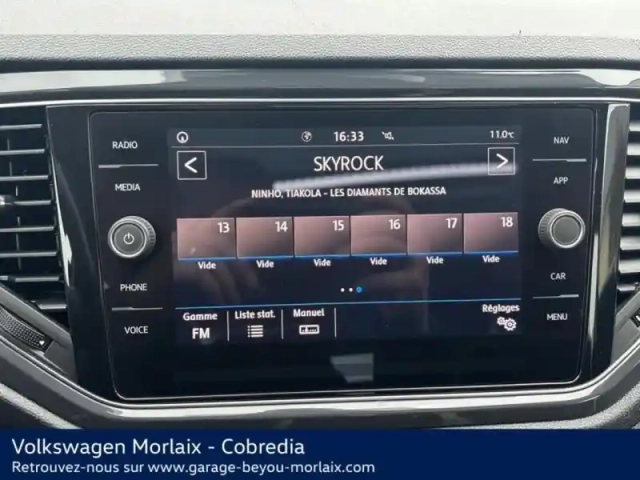 RADIO
MEDIA
PHONE
VOICE
16:33
11.0°C
<
SKYROCK
>
NINHO, TIAKOLA - LES DIAMANTS DE BOKASSA
13 14 15 16 17 18
Vide Vide Vide Vide Vide Vide
Gamme Liste stat. Manuel Réglages
FM
NAV
APP
CAR
MENU
Volkswagen Morlaix - Cobredia
Retrouvez-nous sur www.garage-beyou-morlaix.com